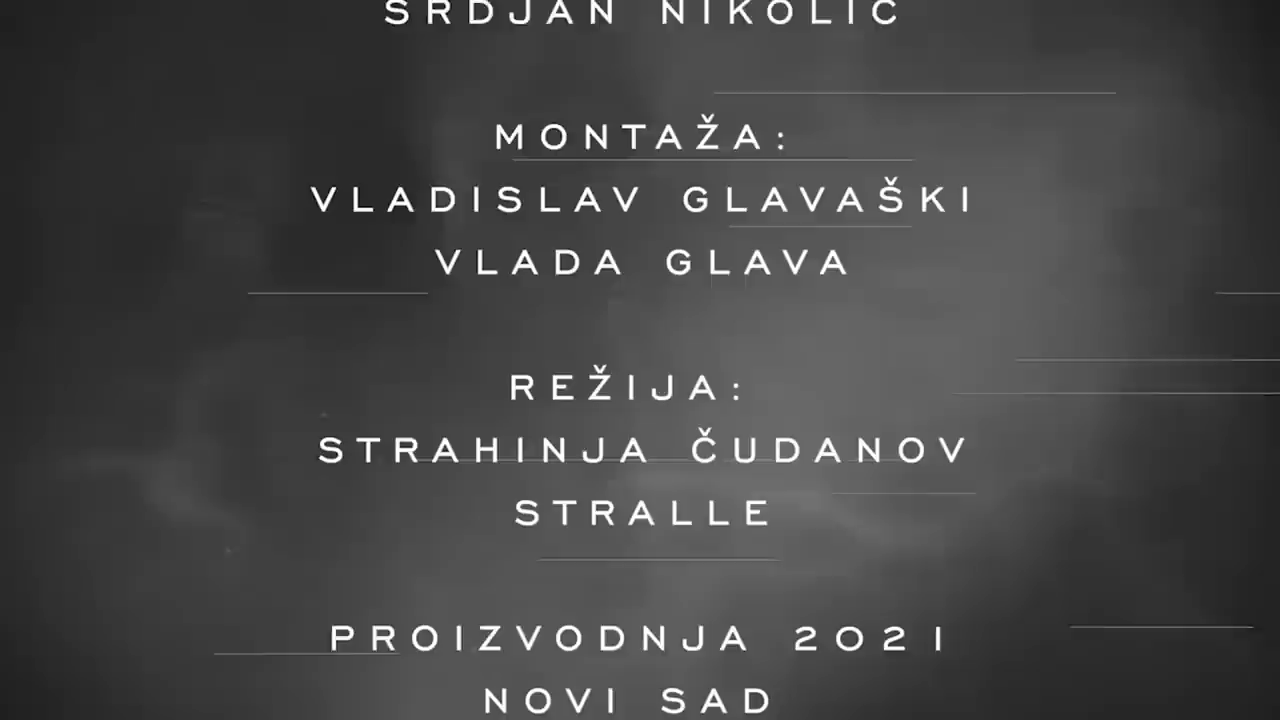 SRDJAN NIKOLIĆ
MONTAŽA:
VLADISLAV GLAVAŠKI
VLADA GLAVA
REŽIJA:
STRAHINJA ČUDANOV
STRALLE
PROIZVODNJA 2021
NOVI SAD